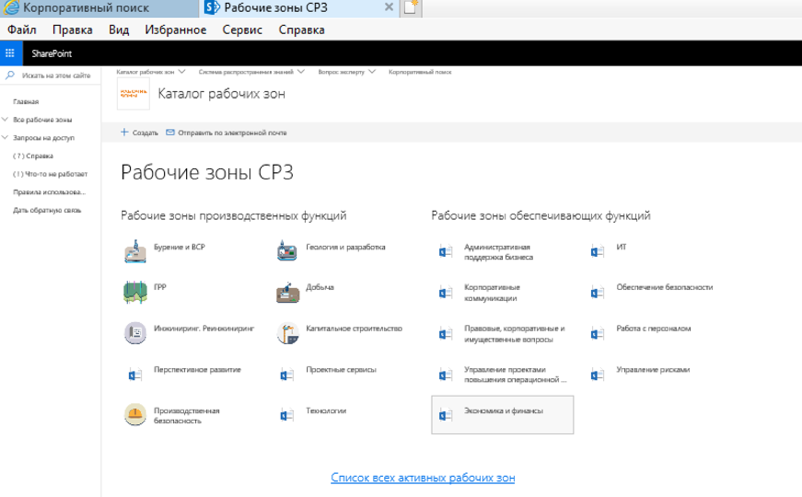 Корпоративный поиск
Рабочие зоны СРЗ
Файл Правка Вид Избранное Сервис Справка
SharePoint
Искать на этом сайте
Каталог рабочих зон Система распространения знаний Вопрос эксперту Корпоративный поиск
Каталог рабочих зон
Главная
Все рабочие зоны
Запросы на доступ
(?) Справка
(!) Что-то не работает
Правила использова...
Дать обратную связь
+ Создать Отправить по электронной почте
Рабочие зоны СРЗ
Рабочие зоны производственных функций
Бурение и ВСР
Геология и разработка
ГРР
Добыча
Инжиниринг. Реинжиниринг
Капитальное строительство
Перспективное развитие
Проектные сервисы
Производственная
безопасность
Технологии
Рабочие зоны обеспечивающих функций
Административная
поддержка бизнеса
ИТ
Корпоративные
коммуникации
Обеспечение безопасности
Правовые, корпоративные и
имущественные вопросы
Работа с персоналом
Управление проектами
повышения операционной ...
Управление рисками
Экономика и финансы
Список всех активных рабочих зон